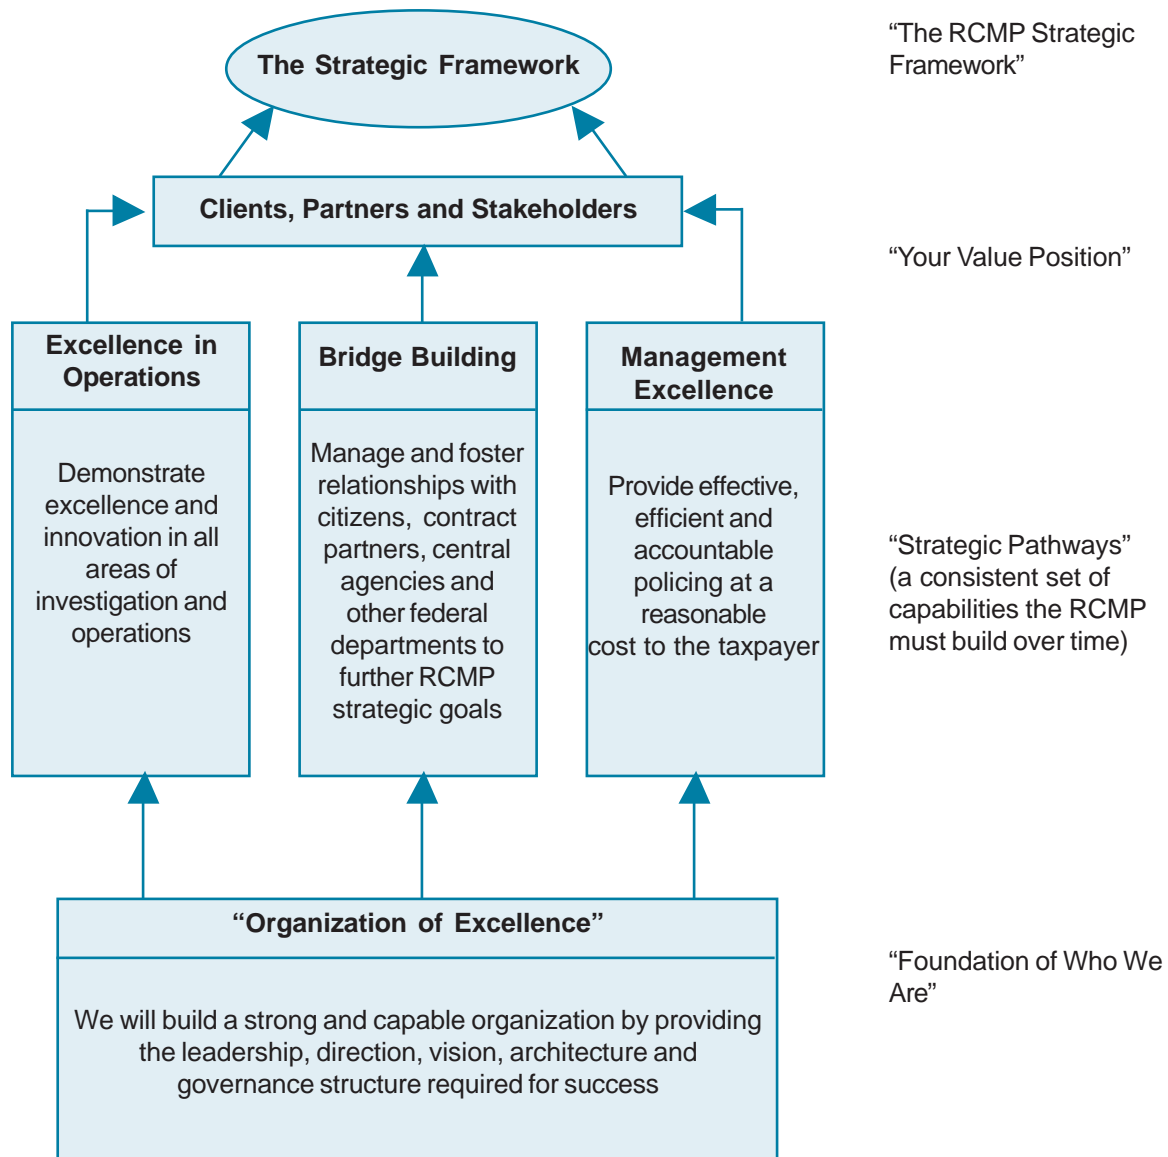 The Strategic Framework
“The RCMP Strategic
Framework”
Clients, Partners and Stakeholders
“Your Value Position”
Excellence in
Operations
Demonstrate
excellence and
innovation in all
areas of
investigation and
operations
Bridge Building
Manage and foster
relationships with
citizens, contract
partners, central
agencies and
other federal
departments to
further RCMP
strategic goals
Management
Excellence
Provide effective,
efficient and
accountable
policing at a
reasonable
cost to the taxpayer
“Strategic Pathways”
(a consistent set of
capabilities the RCMP
must build over time)
“Organization of Excellence”
We will build a strong and capable organization by providing
the leadership, direction, vision, architecture and
governance structure required for success
“Foundation of Who We
Are”